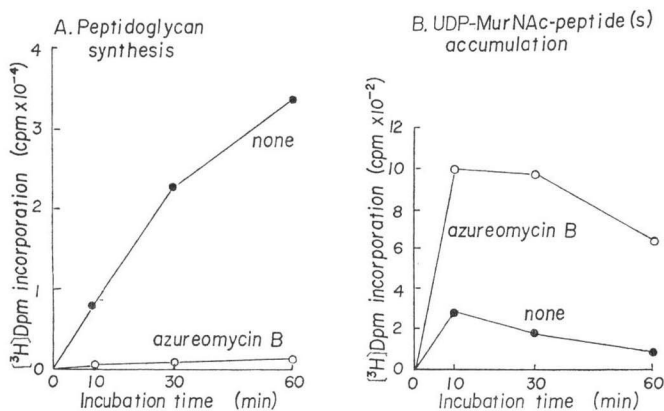 A. Peptidoglycan
synthesis
[³H]Dpm incorporation (cpm x10⁻⁴)
4
3
2
1
0
none
azureomycin B
0
10
30
60
Incubation time (min)
B. UDP-MurNAc-peptide(s)
accumulation
[³H]Dpm incorporation (cpm x10⁻²)
12
10
8
6
4
2
0
azureomycin B
none
0
10
30
60
Incubation time (min)